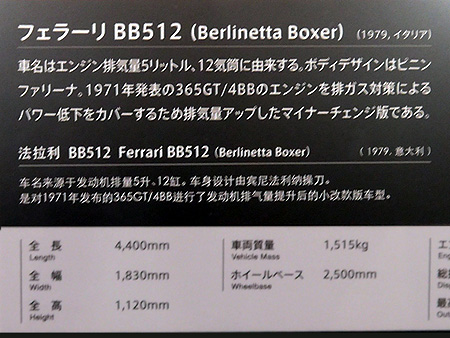 フェラーリ BB512 (Berlinetta Boxer) (1979, イタリア)
車名はエンジン排気量5リットル、12気筒に由来する。ボディデザインはピニン
ファリーナ。1971年発表の365GT/4BBのエンジンを排ガス対策による
パワー低下をカバーするため排気量アップしたマイナーチェンジ版である。
法拉利 BB512 Ferrari BB512 (Berlinetta Boxer) (1979, 意大利)
车名来源于发动机排量5升、12缸。车身设计由宾尼法利纳操刀。
是对1971年发布的365GT/4BB进行了发动机排气量提升后的小改款版车型。
全長 4,400mm 車両質量 1,515kg エ
Length Vehicle Mass Eng
全幅 1,830mm ホイールベース 2,500mm 総
Width Wheelbase Disp
全高 1,120mm 最高
Height Out